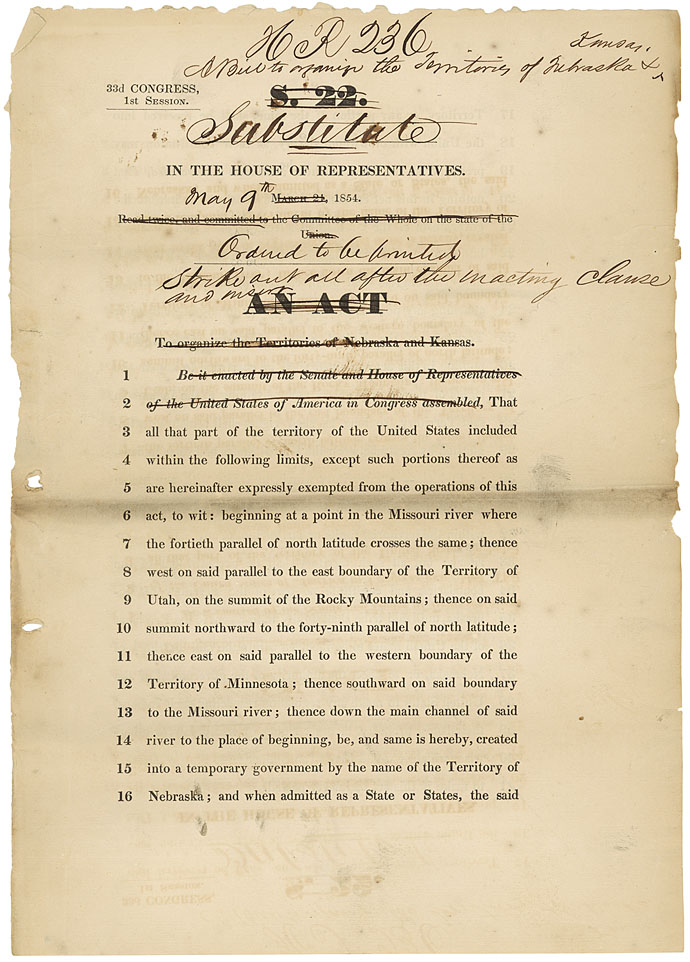 H R 236
Kansas.
A Bill to organize the Territories of Nebraska &
33d CONGRESS,
1st SESSION.
S. 22.
Substitute
IN THE HOUSE OF REPRESENTATIVES.
May 9th MARCH 21, 1854.
Read twice, and committed to the Committee of the Whole on the state of the
Union.
Ordered to be printed
Strike out all after the enacting clause
and insert
AN ACT
To organize the Territories of Nebraska and Kansas.
1 Be it enacted by the Senate and House of Representatives
2 of the United States of America in Congress assembled, That
3 all that part of the territory of the United States included
4 within the following limits, except such portions thereof as
5 are hereinafter expressly exempted from the operations of this
6 act, to wit: beginning at a point in the Missouri river where
7 the fortieth parallel of north latitude crosses the same; thence
8 west on said parallel to the east boundary of the Territory of
9 Utah, on the summit of the Rocky Mountains; thence on said
10 summit northward to the forty-ninth parallel of north latitude;
11 thence east on said parallel to the western boundary of the
12 Territory of Minnesota; thence southward on said boundary
13 to the Missouri river; thence down the main channel of said
14 river to the place of beginning, be, and same is hereby, created
15 into a temporary government by the name of the Territory of
16 Nebraska; and when admitted as a State or States, the said